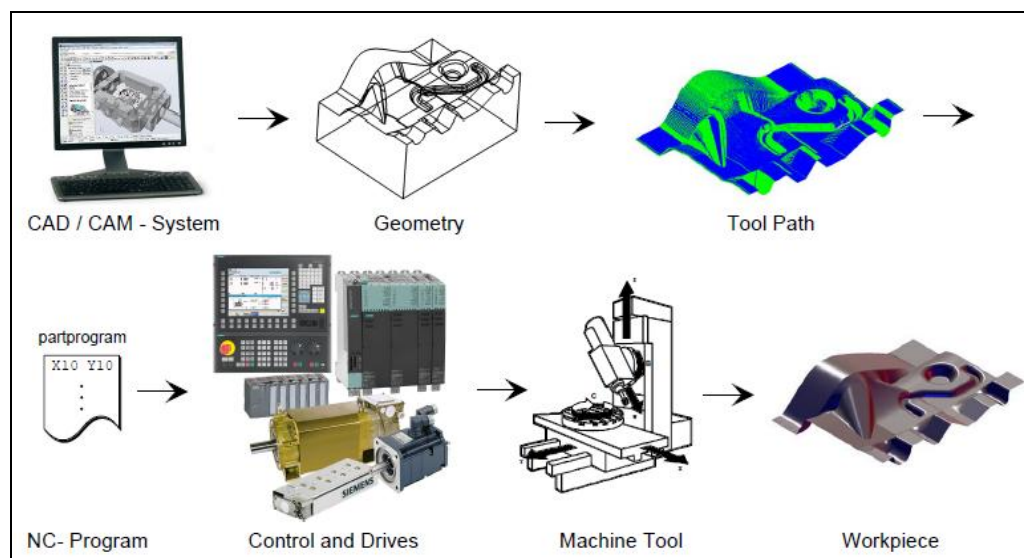 CAD / CAM - System
Geometry
Tool Path
partprogram
X10 Y10
SIEMENS
NC- Program
Control and Drives
Machine Tool
Workpiece